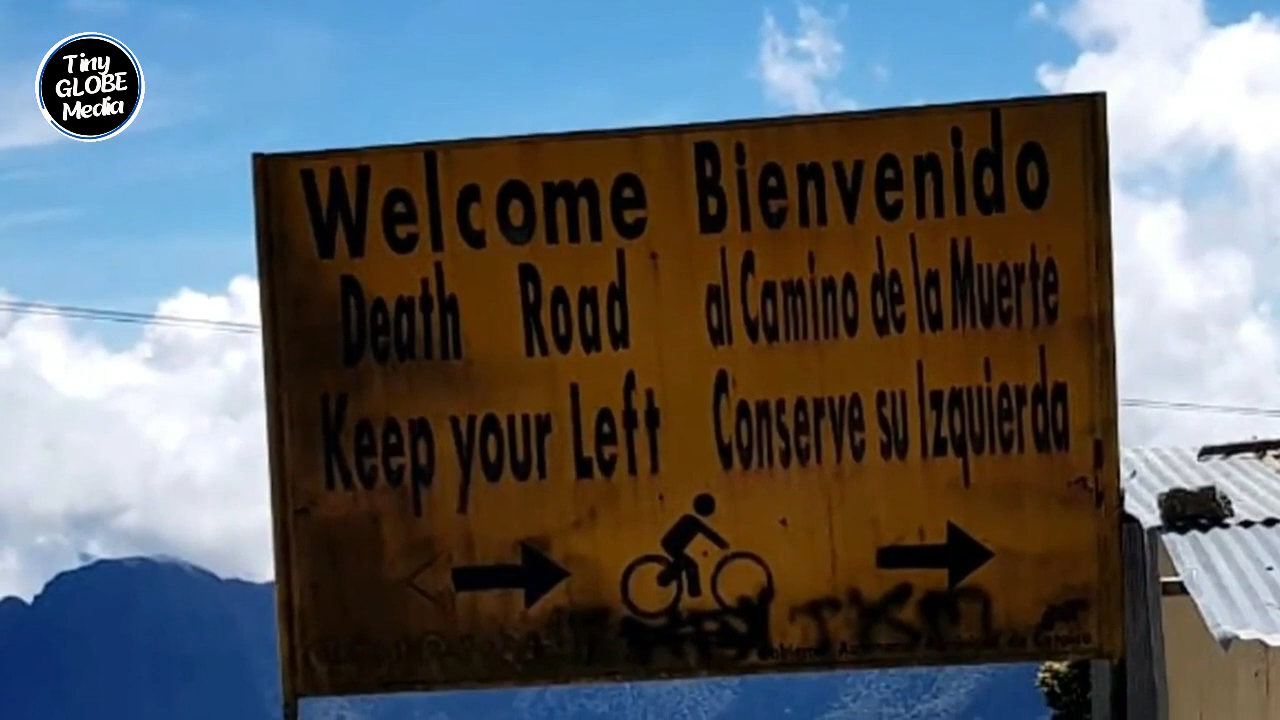 Tiny
GLOBE
Media
Welcome Bienvenido
Death Road al Camino de la Muerte
Keep your Left Conserve su Izquierda